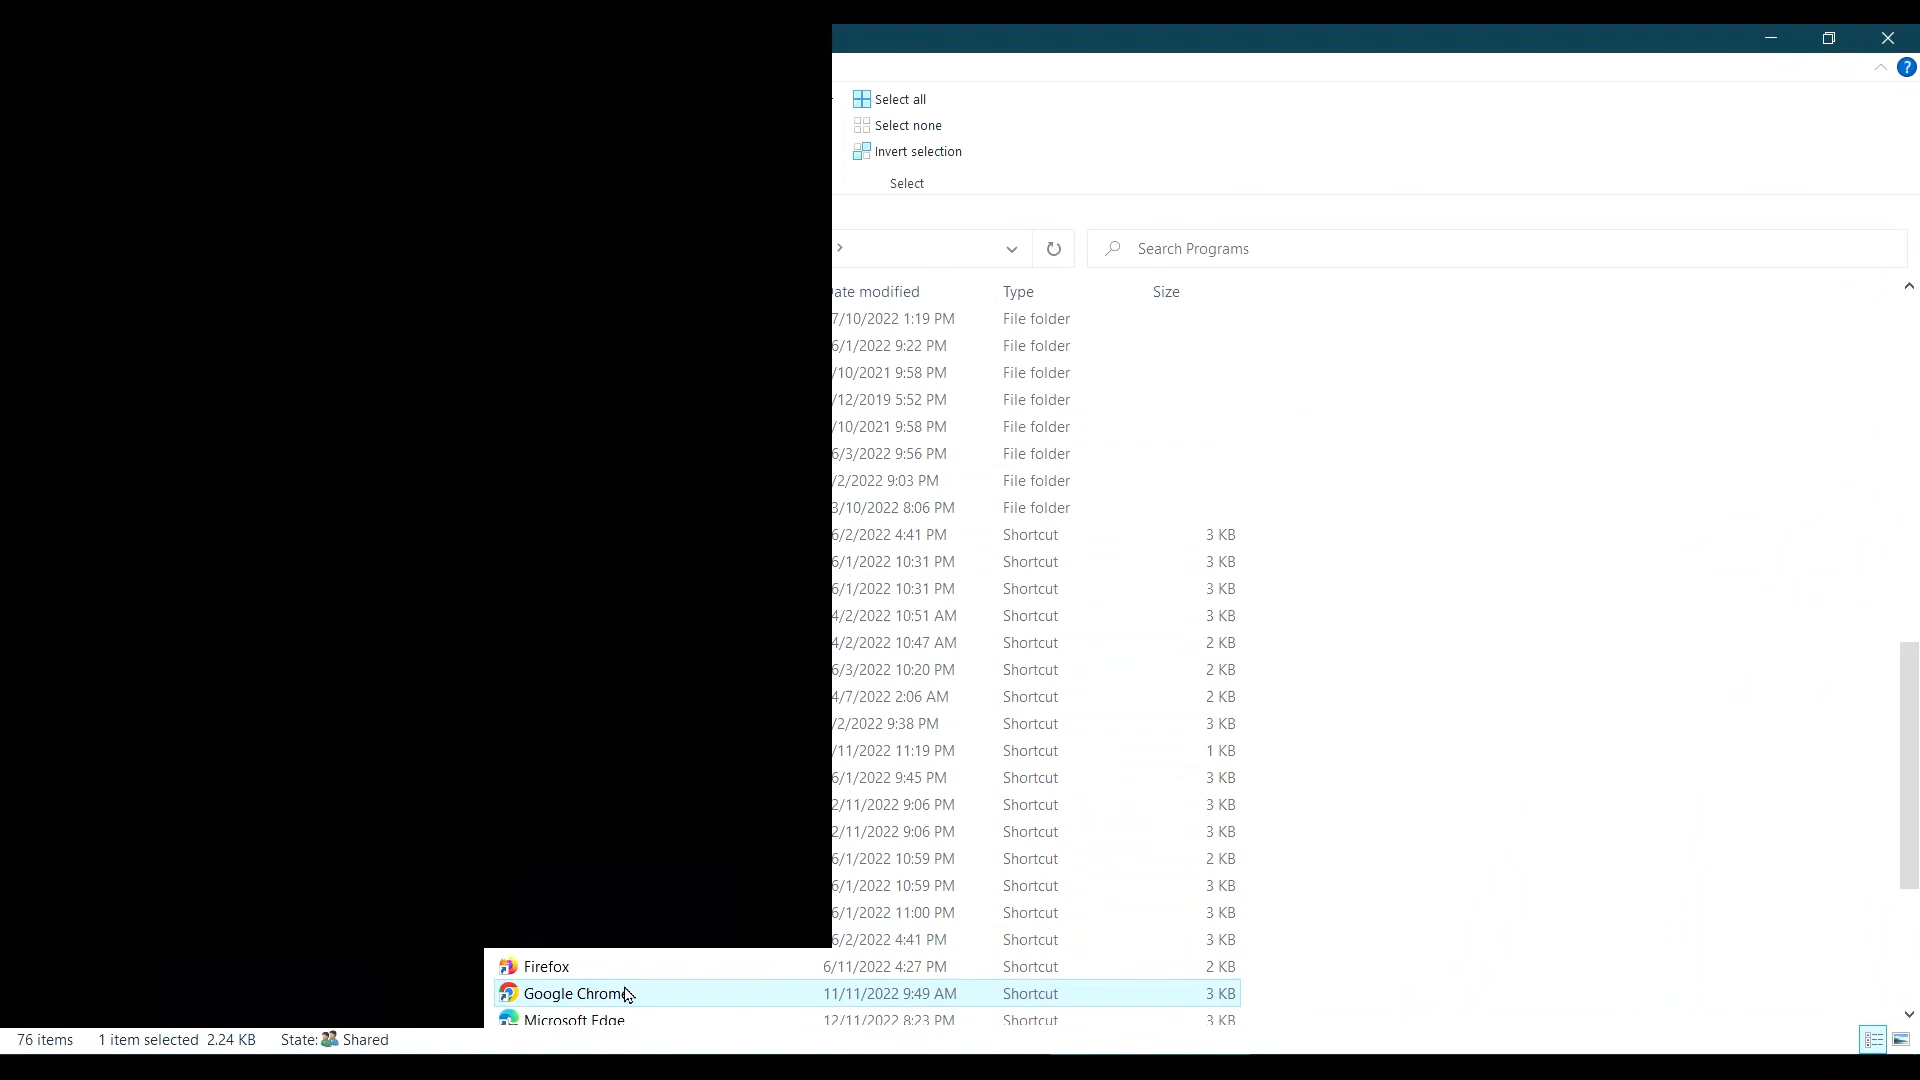 Select all
Select none
Invert selection
Select
Search Programs
ate modified Type Size
7/10/2022 1:19 PM File folder
6/1/2022 9:22 PM File folder
/10/2021 9:58 PM File folder
/12/2019 5:52 PM File folder
/10/2021 9:58 PM File folder
6/3/2022 9:56 PM File folder
/2/2022 9:03 PM File folder
3/10/2022 8:06 PM File folder
6/2/2022 4:41 PM Shortcut 3 KB
6/1/2022 10:31 PM Shortcut 3 KB
6/1/2022 10:31 PM Shortcut 3 KB
4/2/2022 10:51 AM Shortcut 3 KB
4/2/2022 10:47 AM Shortcut 2 KB
6/3/2022 10:20 PM Shortcut 2 KB
4/7/2022 2:06 AM Shortcut 2 KB
/2/2022 9:38 PM Shortcut 3 KB
/11/2022 11:19 PM Shortcut 1 KB
6/1/2022 9:45 PM Shortcut 3 KB
2/11/2022 9:06 PM Shortcut 3 KB
2/11/2022 9:06 PM Shortcut 3 KB
6/1/2022 10:59 PM Shortcut 2 KB
6/1/2022 10:59 PM Shortcut 3 KB
6/1/2022 11:00 PM Shortcut 3 KB
6/2/2022 4:41 PM Shortcut 3 KB
Firefox 6/11/2022 4:27 PM Shortcut 2 KB
Google Chrome 11/11/2022 9:49 AM Shortcut 3 KB
Microsoft Edge 12/11/2022 8:23 PM Shortcut 3 KB
76 items 1 item selected 2.24 KB State: Shared